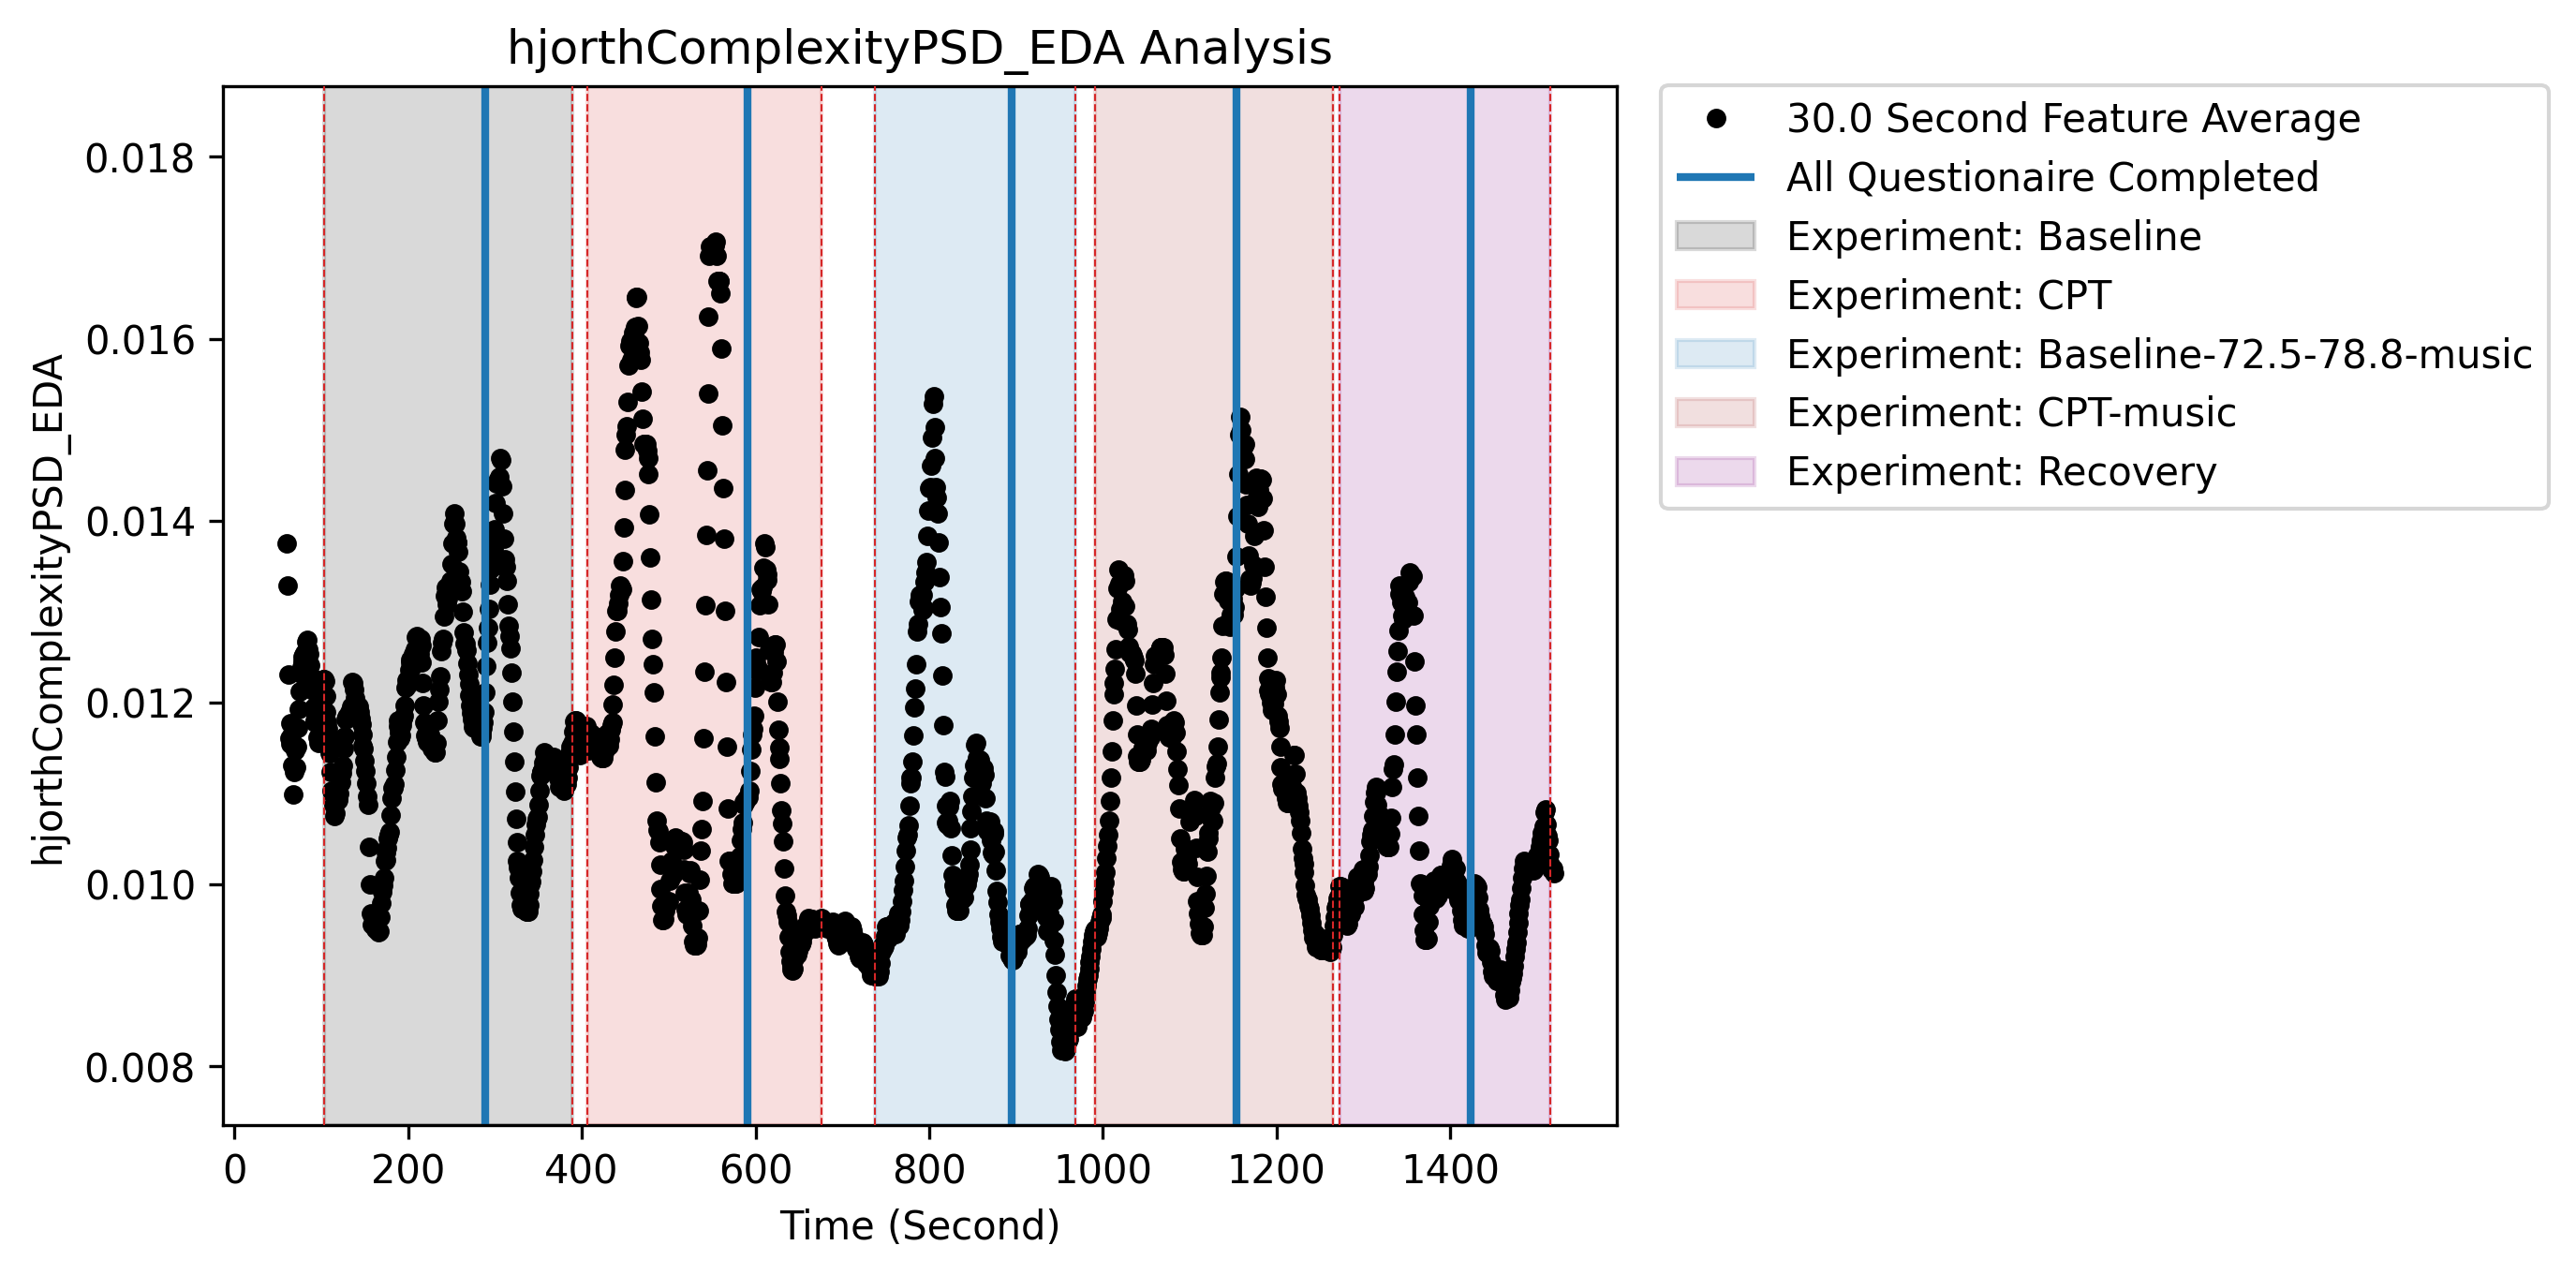 hjorthComplexityPSD_EDA Analysis
hjorthComplexityPSD_EDA
0.018
0.016
0.014
0.012
0.010
0.008
0 200 400 600 800 1000 1200 1400
Time (Second)
30.0 Second Feature Average
All Questionaire Completed
Experiment: Baseline
Experiment: CPT
Experiment: Baseline-72.5-78.8-music
Experiment: CPT-music
Experiment: Recovery